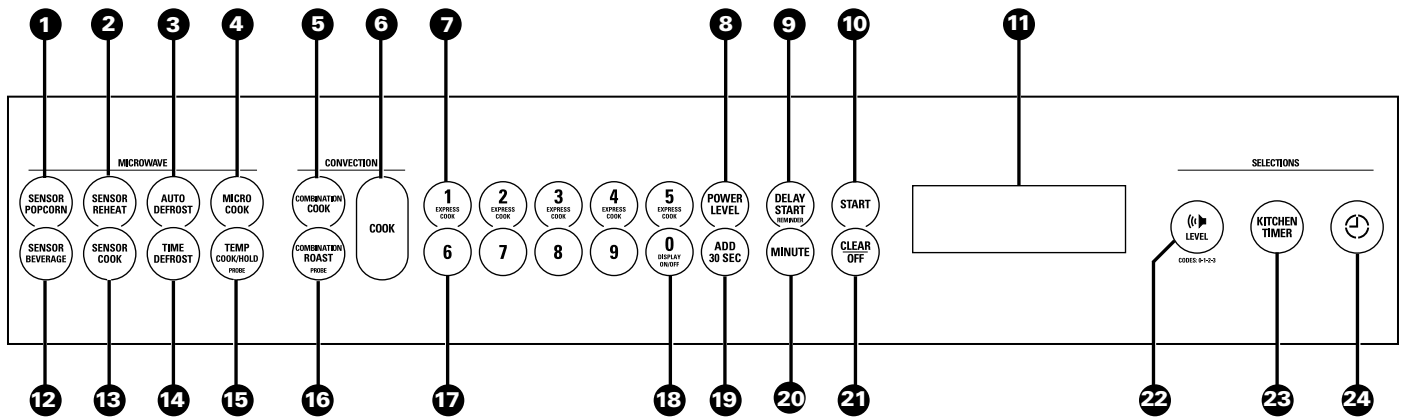 1 2 3 4 5 6 7 8 9 10 11
MICROWAVE CONVECTION SELECTIONS
SENSOR POPCORN
SENSOR REHEAT
AUTO DEFROST
MICRO COOK
COMBINATION COOK
COOK
1 EXPRESS COOK
2 EXPRESS COOK
3 EXPRESS COOK
4 EXPRESS COOK
5 EXPRESS COOK
POWER LEVEL
DELAY START REMINDER
START
SENSOR BEVERAGE
SENSOR COOK
TIME DEFROST
TEMP COOK/HOLD PROBE
COMBINATION ROAST PROBE
6
7
8
9
0 DISPLAY ON/OFF
ADD 30 SEC
MINUTE
CLEAR OFF
LEVEL
CODES: 0-1-2-3
KITCHEN TIMER
12 13 14 15 16 17 18 19 20 21 22 23 24